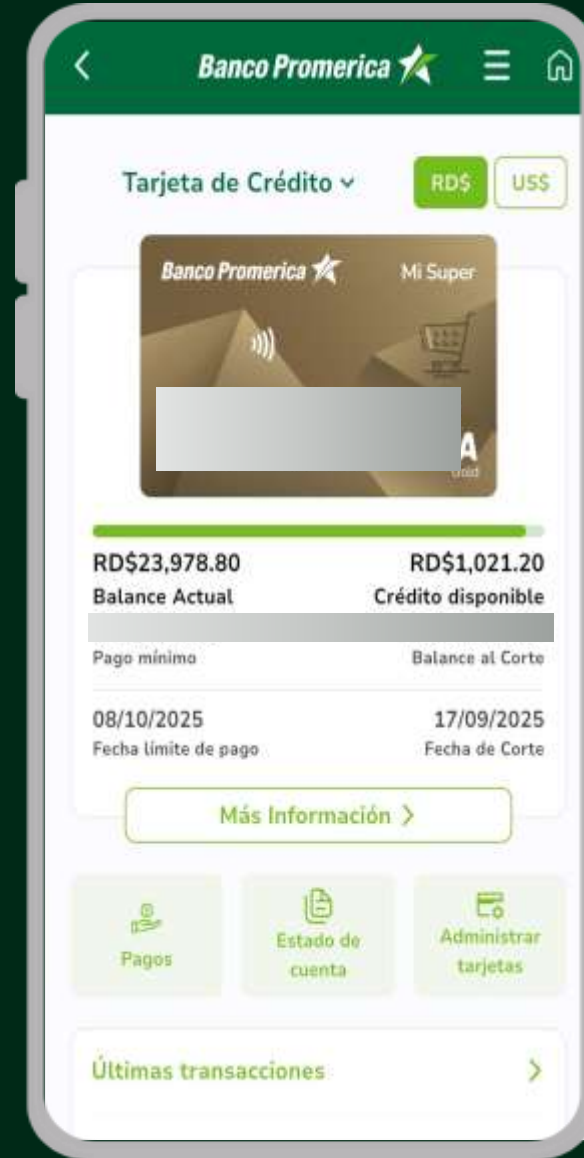 Banco Promerica
Tarjeta de Crédito
RD$ US$
Banco Promerica Mi Super
A
Gold
RD$23,978.80 RD$1,021.20
Balance Actual Crédito disponible
Pago mínimo Balance al Corte
08/10/2025 17/09/2025
Fecha límite de pago Fecha de Corte
Más Información
Pagos
Estado de cuenta
Administrar tarjetas
Últimas transacciones